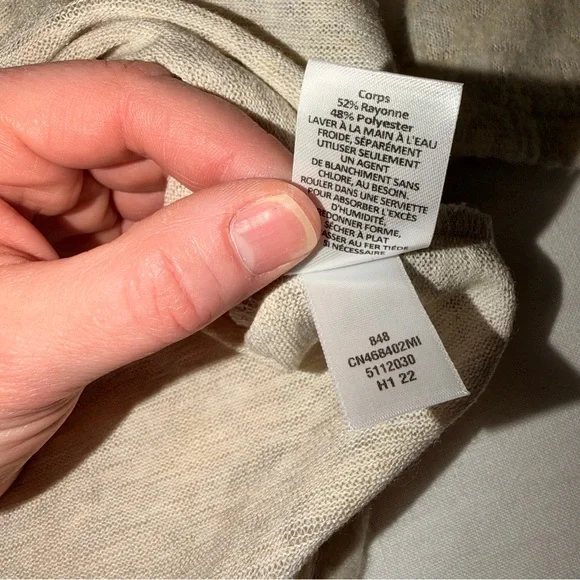 Corps
52% Rayonne
48% Polyester
LAVER À LA MAIN À L'EAU
FROIDE, SÉPARÉMENT
UTILISER SEULEMENT
UN AGENT
DE BLANCHIMENT SANS
CHLORE, AU BESOIN.
ROULER DANS UNE SERVIETTE
POUR ABSORBER L'EXCÈS
D'HUMIDITÉ,
REDONNER FORME,
SÉCHER À PLAT
ASSER AU FER TIÈDE
SI NÉCESSAIRE
848
CN468402MI
5112030
H1 22